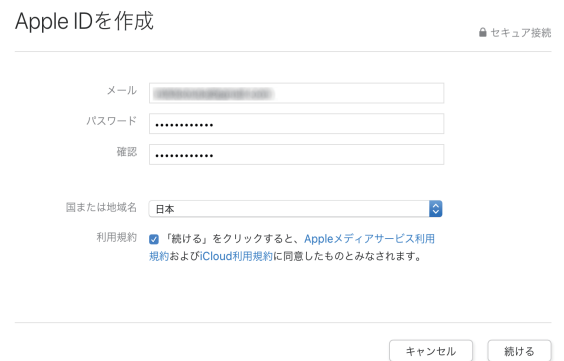 Apple IDを作成
セキュア接続
メール
パスワード ••••••••••••
確認 ••••••••••••
国または地域名 日本
利用規約 「続ける」をクリックすると、Appleメディアサービス利用
規約およびiCloud利用規約に同意したものとみなされます。
キャンセル 続ける